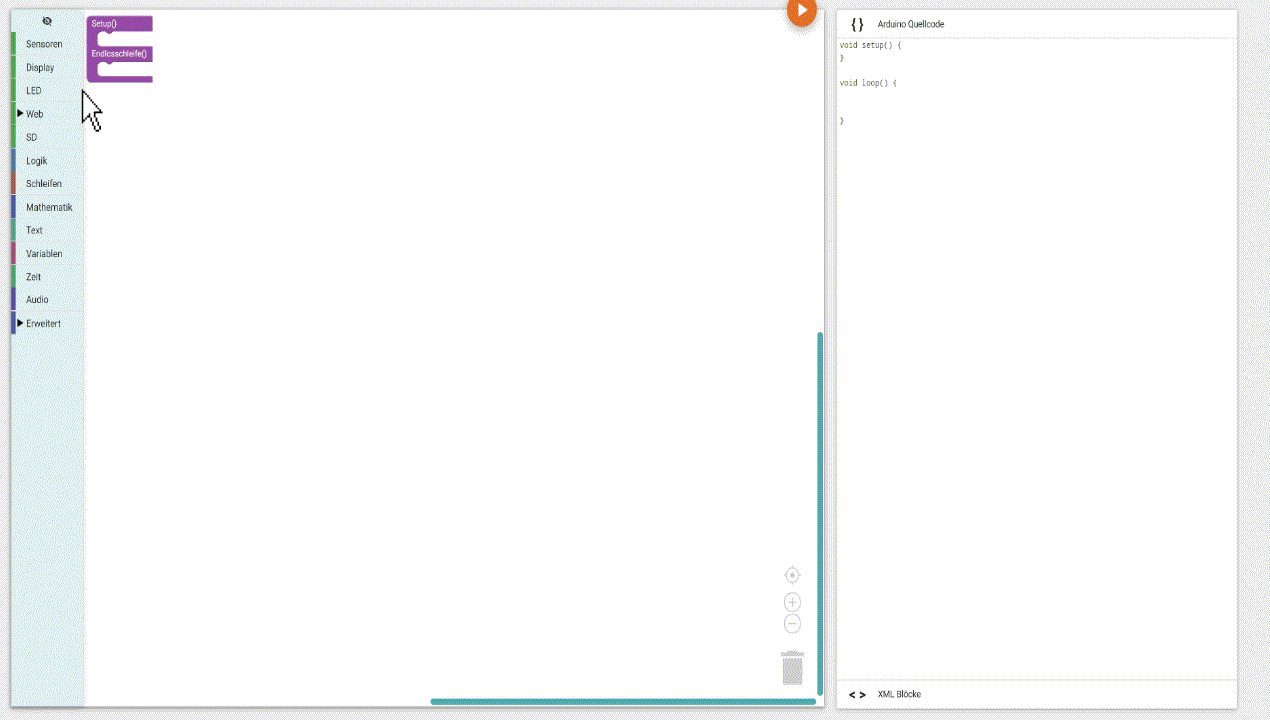 Sensoren
Display
LED
Web
SD
Logik
Schleifen
Mathematik
Text
Variablen
Zeit
Audio
Erweitert
Setup()
Endlosschleife()
{} Arduino Quellcode
void setup() {
}
void loop() {
}
< > XML Blöcke